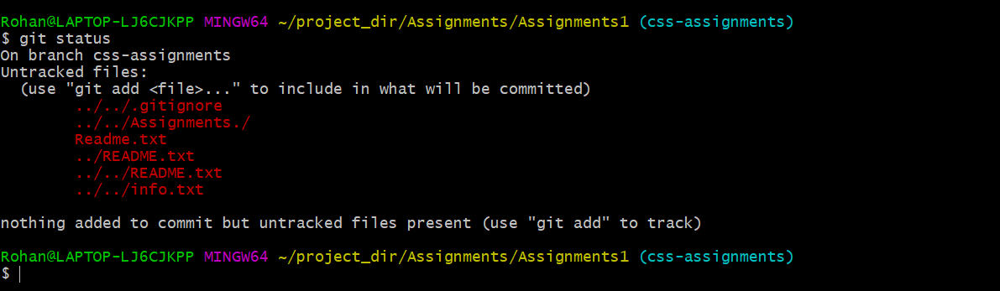 Rohan@LAPTOP-LJ6CJKPP MINGW64 ~/project_dir/Assignments/Assignments1 (css-assignments)
$ git status
On branch css-assignments
Untracked files:
  (use "git add <file>..." to include in what will be committed)
        ../../.gitignore
        ../../Assignments./
        Readme.txt
        ../README.txt
        ../../README.txt
        ../../info.txt

nothing added to commit but untracked files present (use "git add" to track)

Rohan@LAPTOP-LJ6CJKPP MINGW64 ~/project_dir/Assignments/Assignments1 (css-assignments)
$